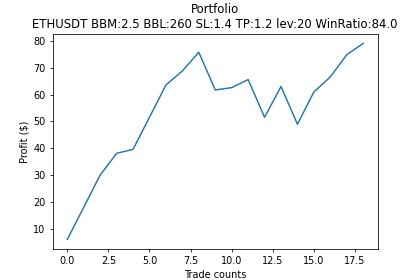 Portfolio
ETHUSDT BBM:2.5 BBL:260 SL:1.4 TP:1.2 lev:20 WinRatio:84.0
80
70
60
50
40
30
20
10
Profit ($)
0.0 2.5 5.0 7.5 10.0 12.5 15.0 17.5
Trade counts